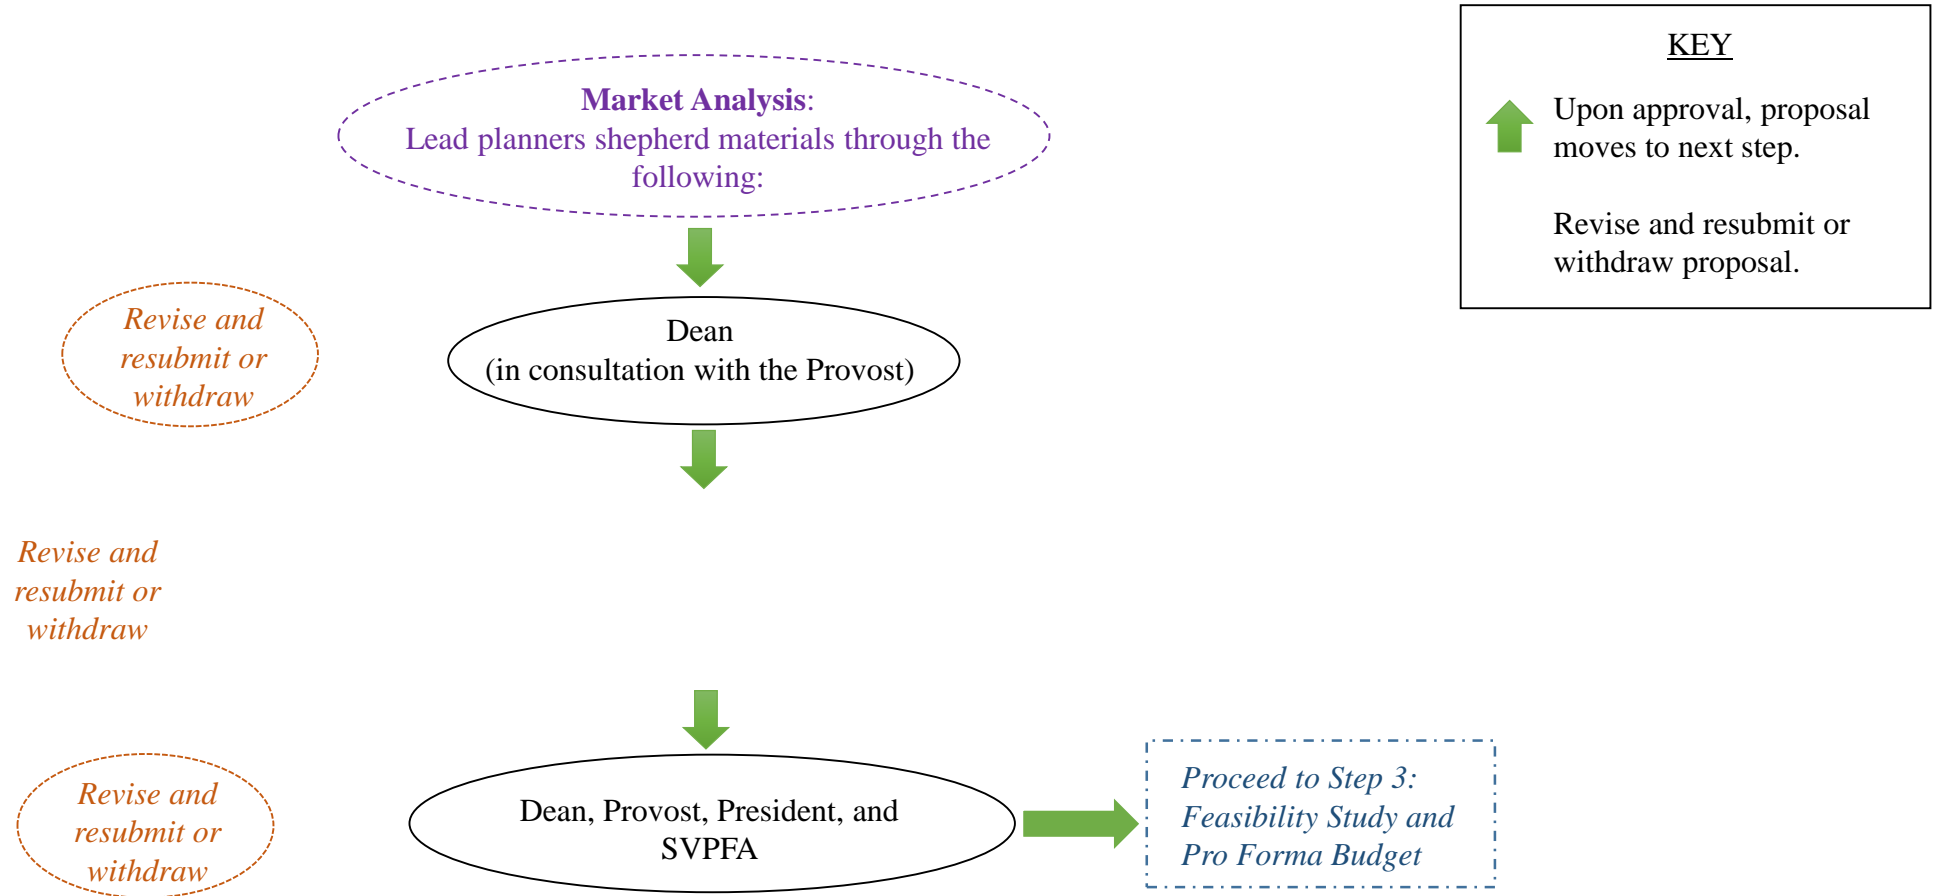 KEY
Upon approval, proposal
moves to next step.
Revise and resubmit or
withdraw proposal.
Market Analysis:
Lead planners shepherd materials through the
following:
Revise and
resubmit or
withdraw
Dean
(in consultation with the Provost)
Revise and
resubmit or
withdraw
Revise and
resubmit or
withdraw
Dean, Provost, President, and
SVPFA
Proceed to Step 3:
Feasibility Study and
Pro Forma Budget